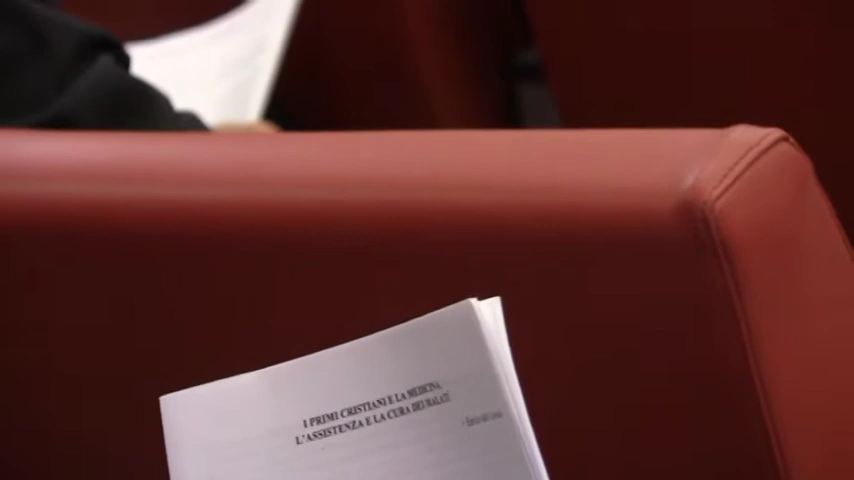 I PRIMI CRISTIANI E LA MEDICINA
L'ASSISTENZA E LA CURA DEI MALATI